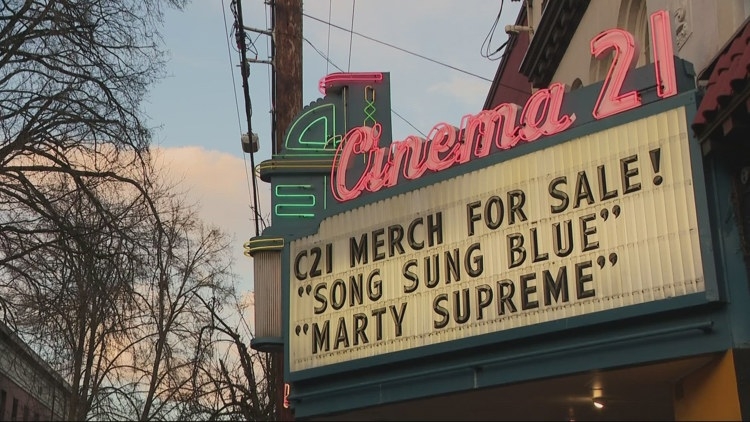 Cinema 21
C21 MERCH FOR SALE!
"SONG SUNG BLUE"
"MARTY SUPREME"